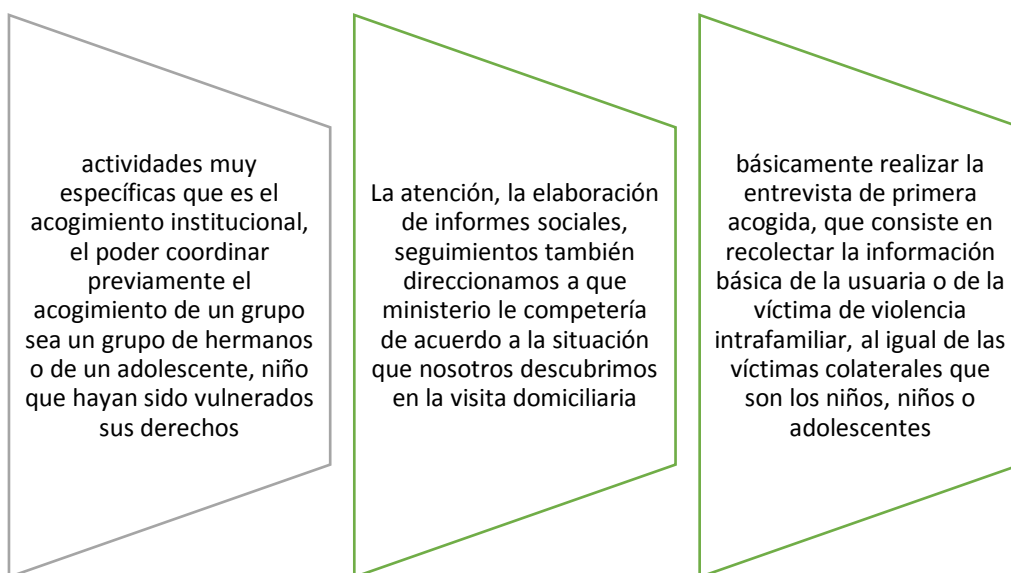 actividades muy
específicas que es el
acogimiento institucional,
el poder coordinar
previamente el
acogimiento de un grupo
sea un grupo de hermanos
o de un adolescente, niño
que hayan sido vulnerados
sus derechos
La atención, la elaboración
de informes sociales,
seguimientos también
direccionamos a que
ministerio le competería
de acuerdo a la situación
que nosotros descubrimos
en la visita domiciliaria
básicamente realizar la
entrevista de primera
acogida, que consiste en
recolectar la información
básica de la usuaria o de la
víctima de violencia
intrafamiliar, al igual de las
víctimas colaterales que
son los niños, niños o
adolescentes